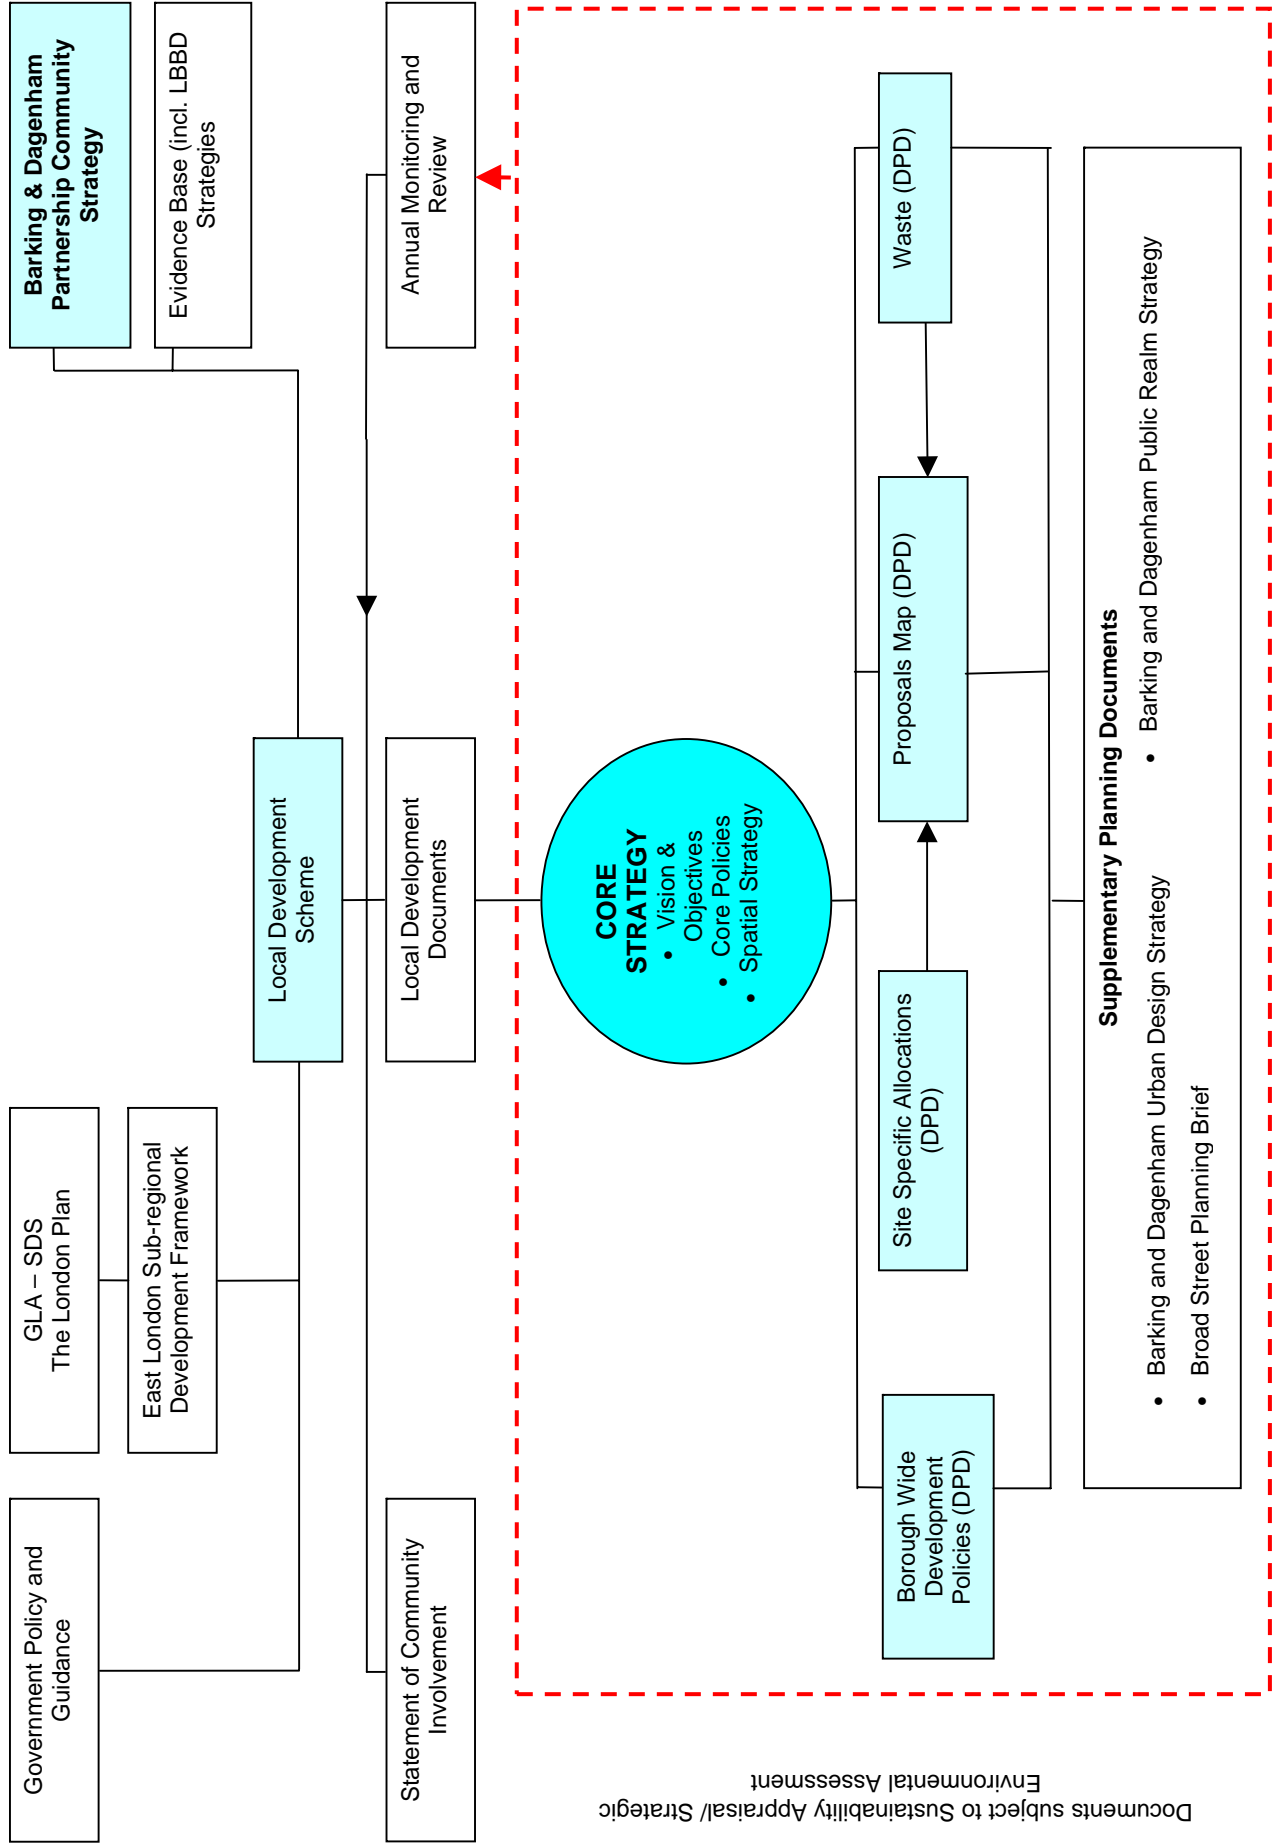 Government Policy and
Guidance
GLA – SDS
The London Plan
East London Sub-regional
Development Framework
Barking & Dagenham
Partnership Community
Strategy
Evidence Base (incl. LBBD
Strategies
Local Development
Scheme
Statement of Community
Involvement
Local Development
Documents
Annual Monitoring and
Review
Documents subject to Sustainability Appraisal/ Strategic
Environmental Assessment
CORE
STRATEGY
• Vision &
Objectives
• Core Policies
• Spatial Strategy
Borough Wide
Development
Policies (DPD)
Site Specific Allocations
(DPD)
Proposals Map (DPD)
Waste (DPD)
Supplementary Planning Documents
• Barking and Dagenham Urban Design Strategy
• Broad Street Planning Brief
• Barking and Dagenham Public Realm Strategy